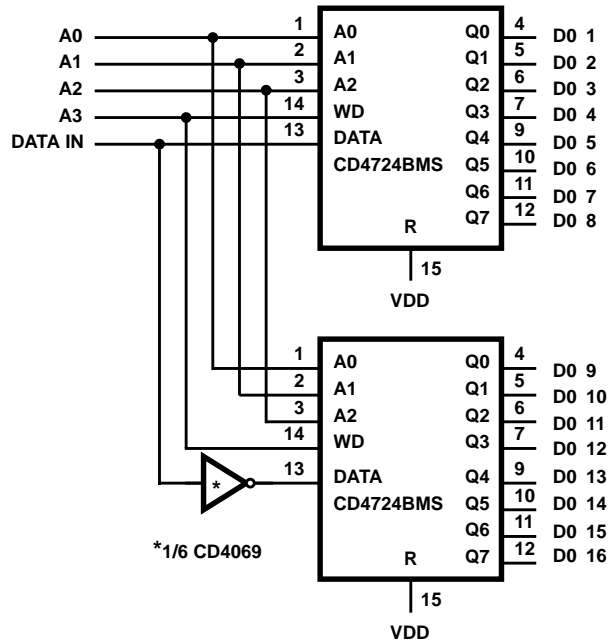 A0 1 A0 Q0 4 D0 1
A1 2 A1 Q1 5 D0 2
A2 3 A2 Q2 6 D0 3
A3 14 WD Q3 7 D0 4
DATA IN 13 DATA Q4 9 D0 5
CD4724BMS Q5 10 D0 6
Q6 11 D0 7
Q7 12 D0 8
R
15
VDD
1 A0 Q0 4 D0 9
2 A1 Q1 5 D0 10
3 A2 Q2 6 D0 11
14 WD Q3 7 D0 12
* 13 DATA Q4 9 D0 13
CD4724BMS Q5 10 D0 14
Q6 11 D0 15
*1/6 CD4069 Q7 12 D0 16
R
15
VDD